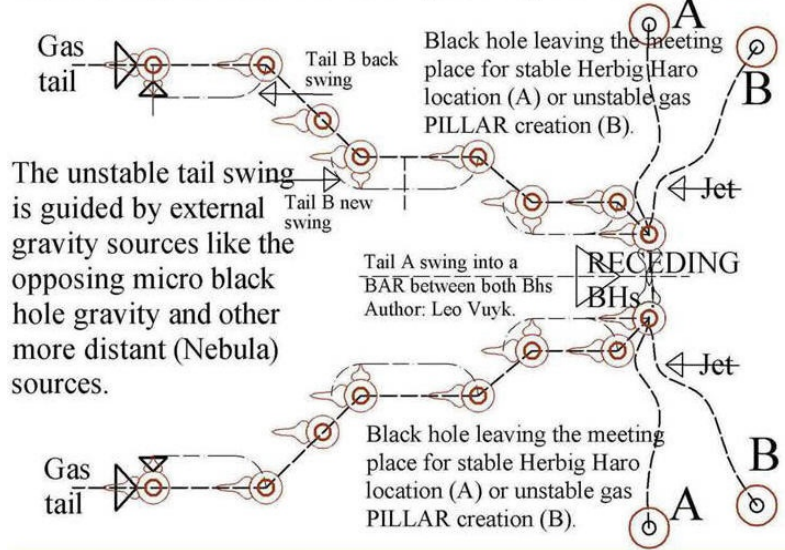 A
Gas
tail
Tail B back
swing
Black hole leaving the meeting
place for stable Herbig Haro
location (A) or unstable gas
PILLAR creation (B).
B
The unstable tail swing
is guided by external
gravity sources like the
opposing micro black
hole gravity and other
more distant (Nebula)
sources.
Tail B new
swing
Jet
Tail A swing into a
BAR between both Bhs
Author: Leo Vuyk.
RECEDING
BHs
Jet
Black hole leaving the meeting
place for stable Herbig Haro
location (A) or unstable gas
PILLAR creation (B).
Gas
tail
B
A